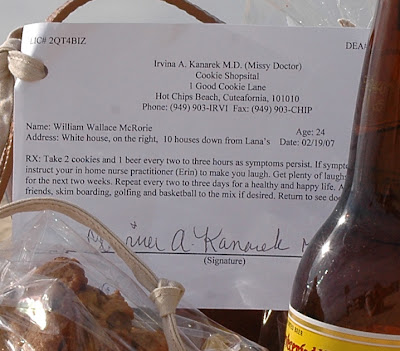 LIC# 2QT4BIZ DEA#
Irvina A. Kanarek M.D. (Missy Doctor)
Cookie Shopsital
1 Good Cookie Lane
Hot Chips Beach, Cuteafornia, 101010
Phone: (949) 903-IRVI Fax: (949) 903-CHIP
Name: William Wallace McRorie Age: 24
Address: White house, on the right, 10 houses down from Lana's Date: 02/19/07
RX: Take 2 cookies and 1 beer every two to three hours as symptoms persist. If sympt
instruct your in home nurse practitioner (Erin) to make you laugh. Get plenty of laughs
for the next two weeks. Repeat every two to three days for a healthy and happy life. A
friends, skim boarding, golfing and basketball to the mix if desired. Return to see doc
Irvina A. Kanarek M
(Signature)